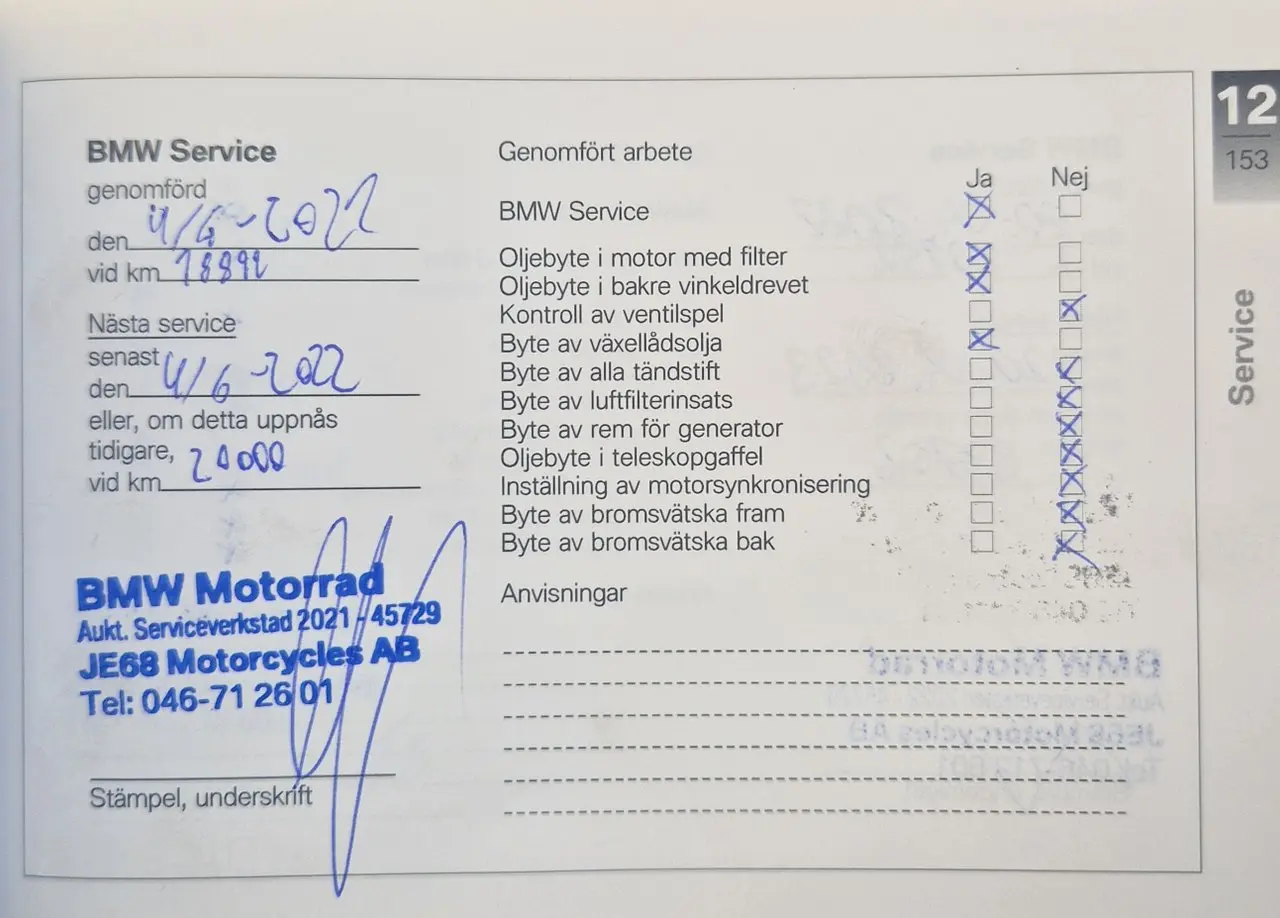 12
153
Service
BMW Service
genomförd
den 4/6-2021
vid km 18892
Nästa service
senast
den 4/6-2022
eller, om detta uppnås
tidigare,
vid km 20000
BMW Motorrad
Aukt. Serviceverkstad 2021 - 45729
JE68 Motorcycles AB
Tel: 046-71 26 01
Stämpel, underskrift
Genomfört arbete
Ja Nej
BMW Service
Oljebyte i motor med filter
Oljebyte i bakre vinkeldrevet
Kontroll av ventilspel
Byte av växellådsolja
Byte av alla tändstift
Byte av luftfilterinsats
Byte av rem för generator
Oljebyte i teleskopgaffel
Inställning av motorsynkronisering
Byte av bromsvätska fram
Byte av bromsvätska bak
Anvisningar